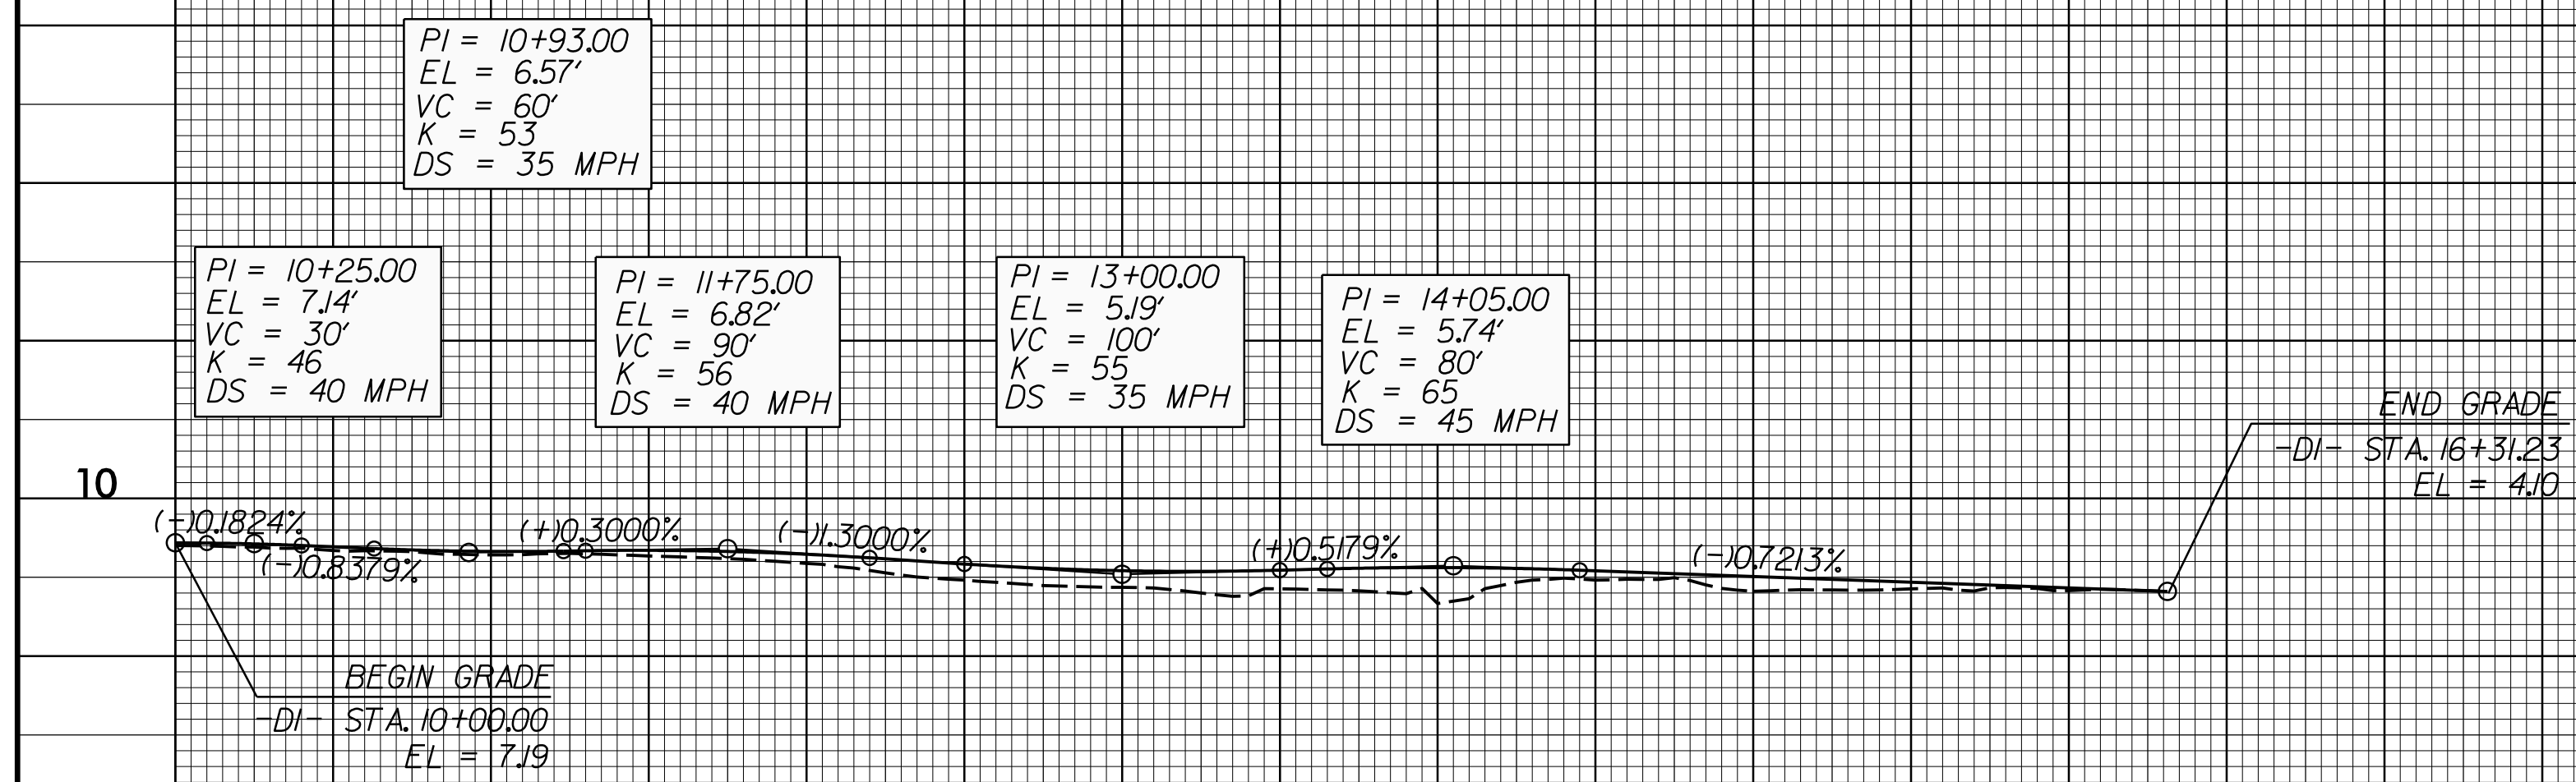 PI = 10+93.00
EL = 6.57'
VC = 60'
K = 53
DS = 35 MPH
PI = 10+25.00
EL = 7.14'
VC = 30'
K = 46
DS = 40 MPH
PI = 11+75.00
EL = 6.82'
VC = 90'
K = 56
DS = 40 MPH
PI = 13+00.00
EL = 5.19'
VC = 100'
K = 55
DS = 35 MPH
PI = 14+05.00
EL = 5.74'
VC = 80'
K = 65
DS = 45 MPH
END GRADE
-D1- STA. 16+31.23
EL = 4.10
10
(-)0.1824%
(-)0.8379%
(+)0.3000%
(-)1.3000%
(+)0.5179%
(-)0.7213%
BEGIN GRADE
-D1- STA. 10+00.00
EL = 7.19